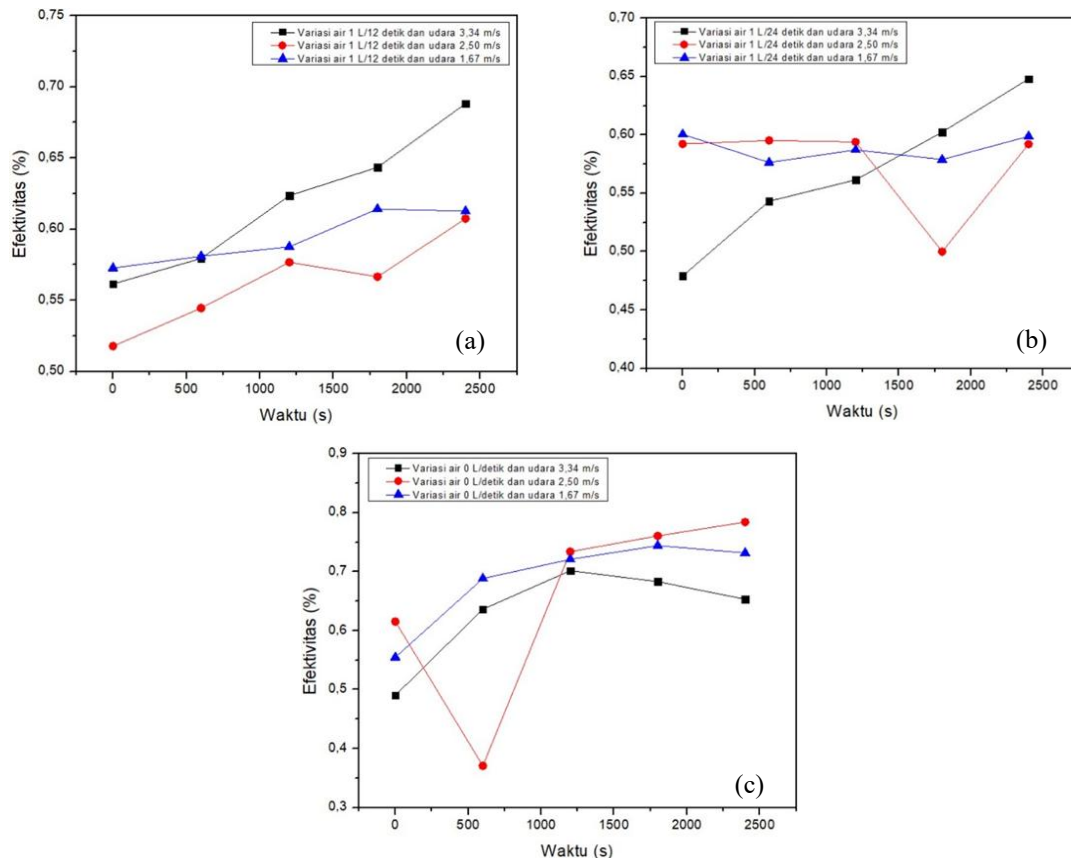 Variasi air 1 L/12 detik dan udara 3,34 m/s
Variasi air 1 L/12 detik dan udara 2,50 m/s
Variasi air 1 L/12 detik dan udara 1,67 m/s
Efektivitas (%)
0,75
0,70
0,65
0,60
0,55
0,50
0 500 1000 1500 2000 2500
Waktu (s)
(a)
Variasi air 1 L/24 detik dan udara 3,34 m/s
Variasi air 1 L/24 detik dan udara 2,50 m/s
Variasi air 1 L/24 detik dan udara 1,67 m/s
Efektivitas (%)
0,70
0,65
0,60
0,55
0,50
0,45
0,40
0 500 1000 1500 2000 2500
Waktu (s)
(b)
Variasi air 0 L/detik dan udara 3,34 m/s
Variasi air 0 L/detik dan udara 2,50 m/s
Variasi air 0 L/detik dan udara 1,67 m/s
Efektivitas (%)
0,9
0,8
0,7
0,6
0,5
0,4
0,3
0 500 1000 1500 2000 2500
Waktu (s)
(c)